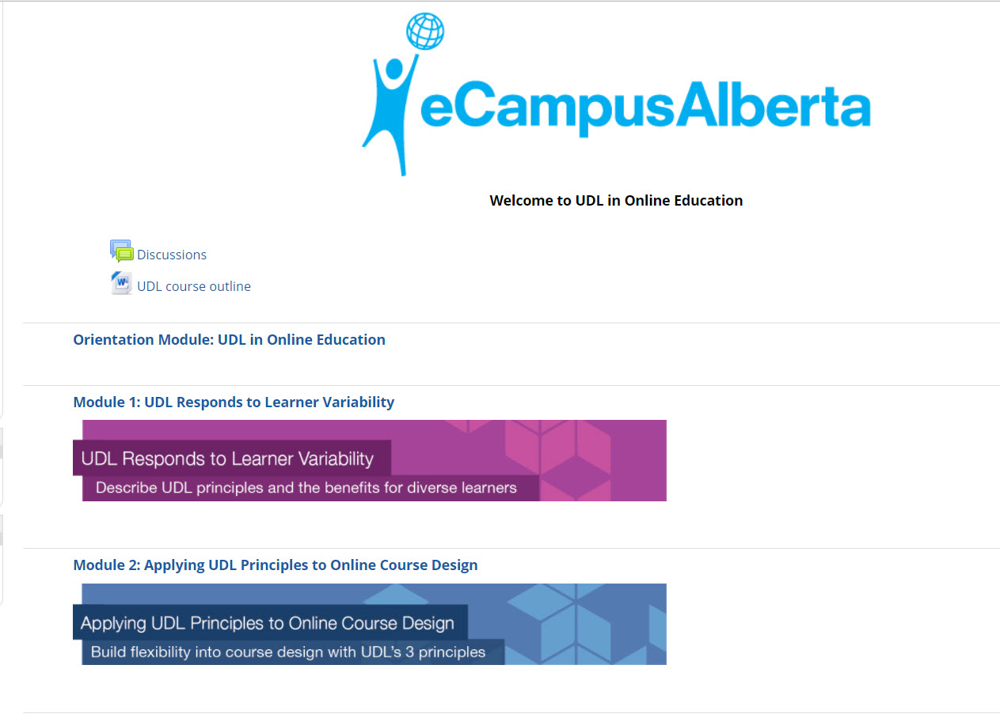 eCampusAlberta
Welcome to UDL in Online Education
Discussions
W
UDL course outline
Orientation Module: UDL in Online Education
Module 1: UDL Responds to Learner Variability
UDL Responds to Learner Variability
Describe UDL principles and the benefits for diverse learners
Module 2: Applying UDL Principles to Online Course Design
Applying UDL Principles to Online Course Design
Build flexibility into course design with UDL's 3 principles